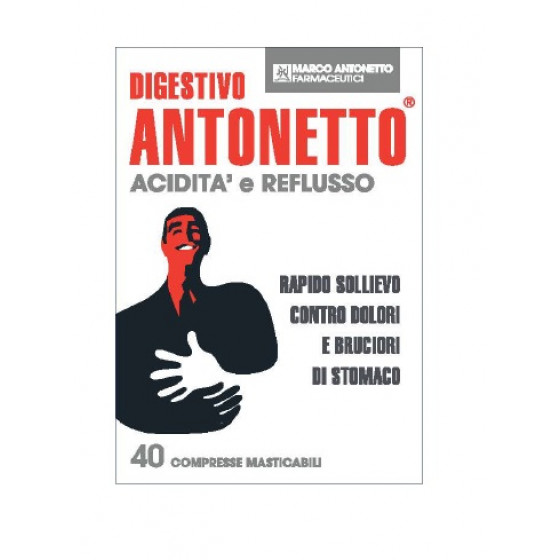 MARCO ANTONETTO
FARMACEUTICI
DIGESTIVO
ANTONETTO®
ACIDITA' e REFLUSSO
RAPIDO SOLLIEVO
CONTRO DOLORI
E BRUCIORI
DI STOMACO
40 COMPRESSE MASTICABILI